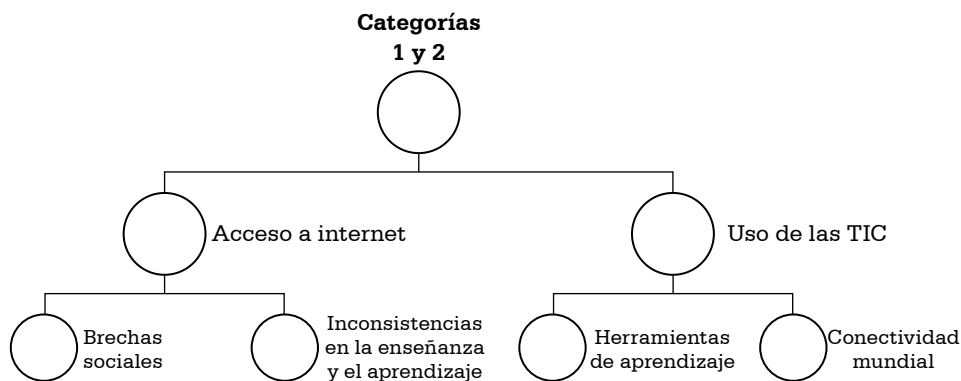 Categorías
1 y 2
Acceso a internet
Uso de las TIC
Brechas
sociales
Inconsistencias
en la enseñanza
y el aprendizaje
Herramientas
de aprendizaje
Conectividad
mundial